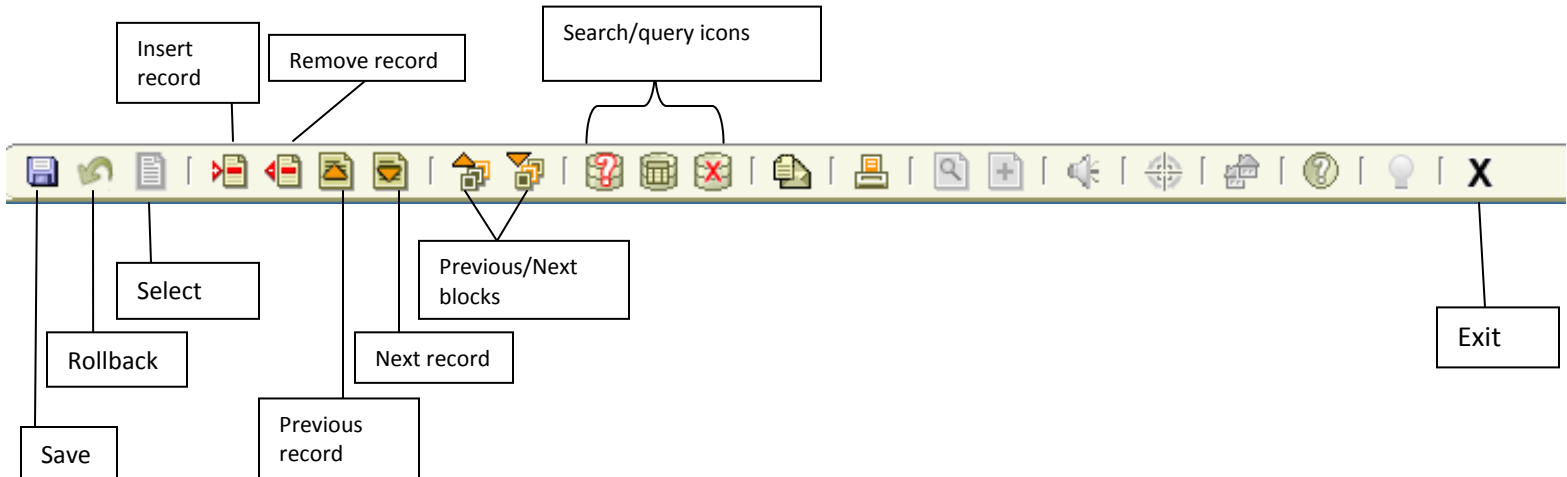 Insert
record
Remove record
Search/query icons
X
Select
Previous/Next
blocks
Rollback
Next record
Exit
Save
Previous
record